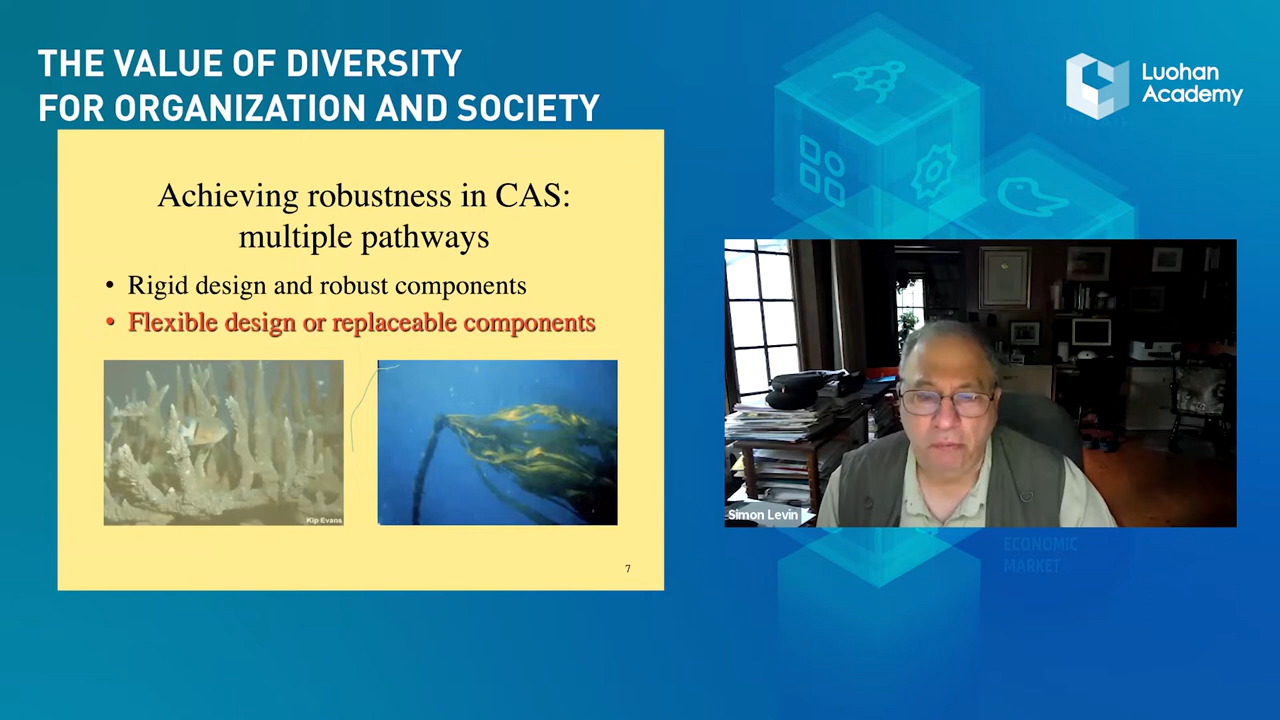 THE VALUE OF DIVERSITY
FOR ORGANIZATION AND SOCIETY
Luohan
Academy
Achieving robustness in CAS:
multiple pathways
• Rigid design and robust components
• Flexible design or replaceable components
Kip Evans
7
Simon Levin
ECONOMIC
MARKET